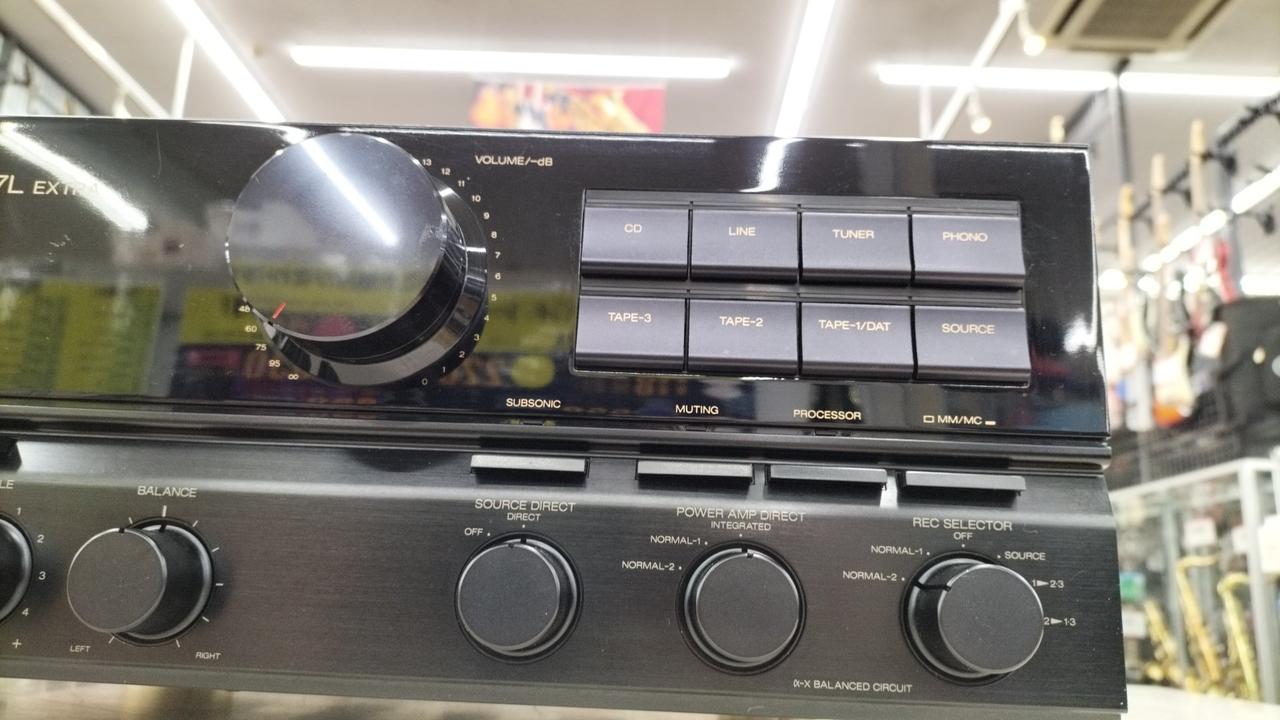 7L EXTRA
VOLUME/-dB
13
12
11
10
9
8
7
6
5
4
3
2
1
0
40
60
75
95
∞
CD
LINE
TUNER
PHONO
TAPE-3
TAPE-2
TAPE-1/DAT
SOURCE
SUBSONIC
MUTING
PROCESSOR
MM/MC
LE
1
2
3
4
+
BALANCE
LEFT
RIGHT
SOURCE DIRECT
DIRECT
OFF
POWER AMP DIRECT
INTEGRATED
NORMAL-1
NORMAL-2
REC SELECTOR
OFF
NORMAL-1
SOURCE
NORMAL-2
1►2·3
2►1·3
α-X BALANCED CIRCUIT